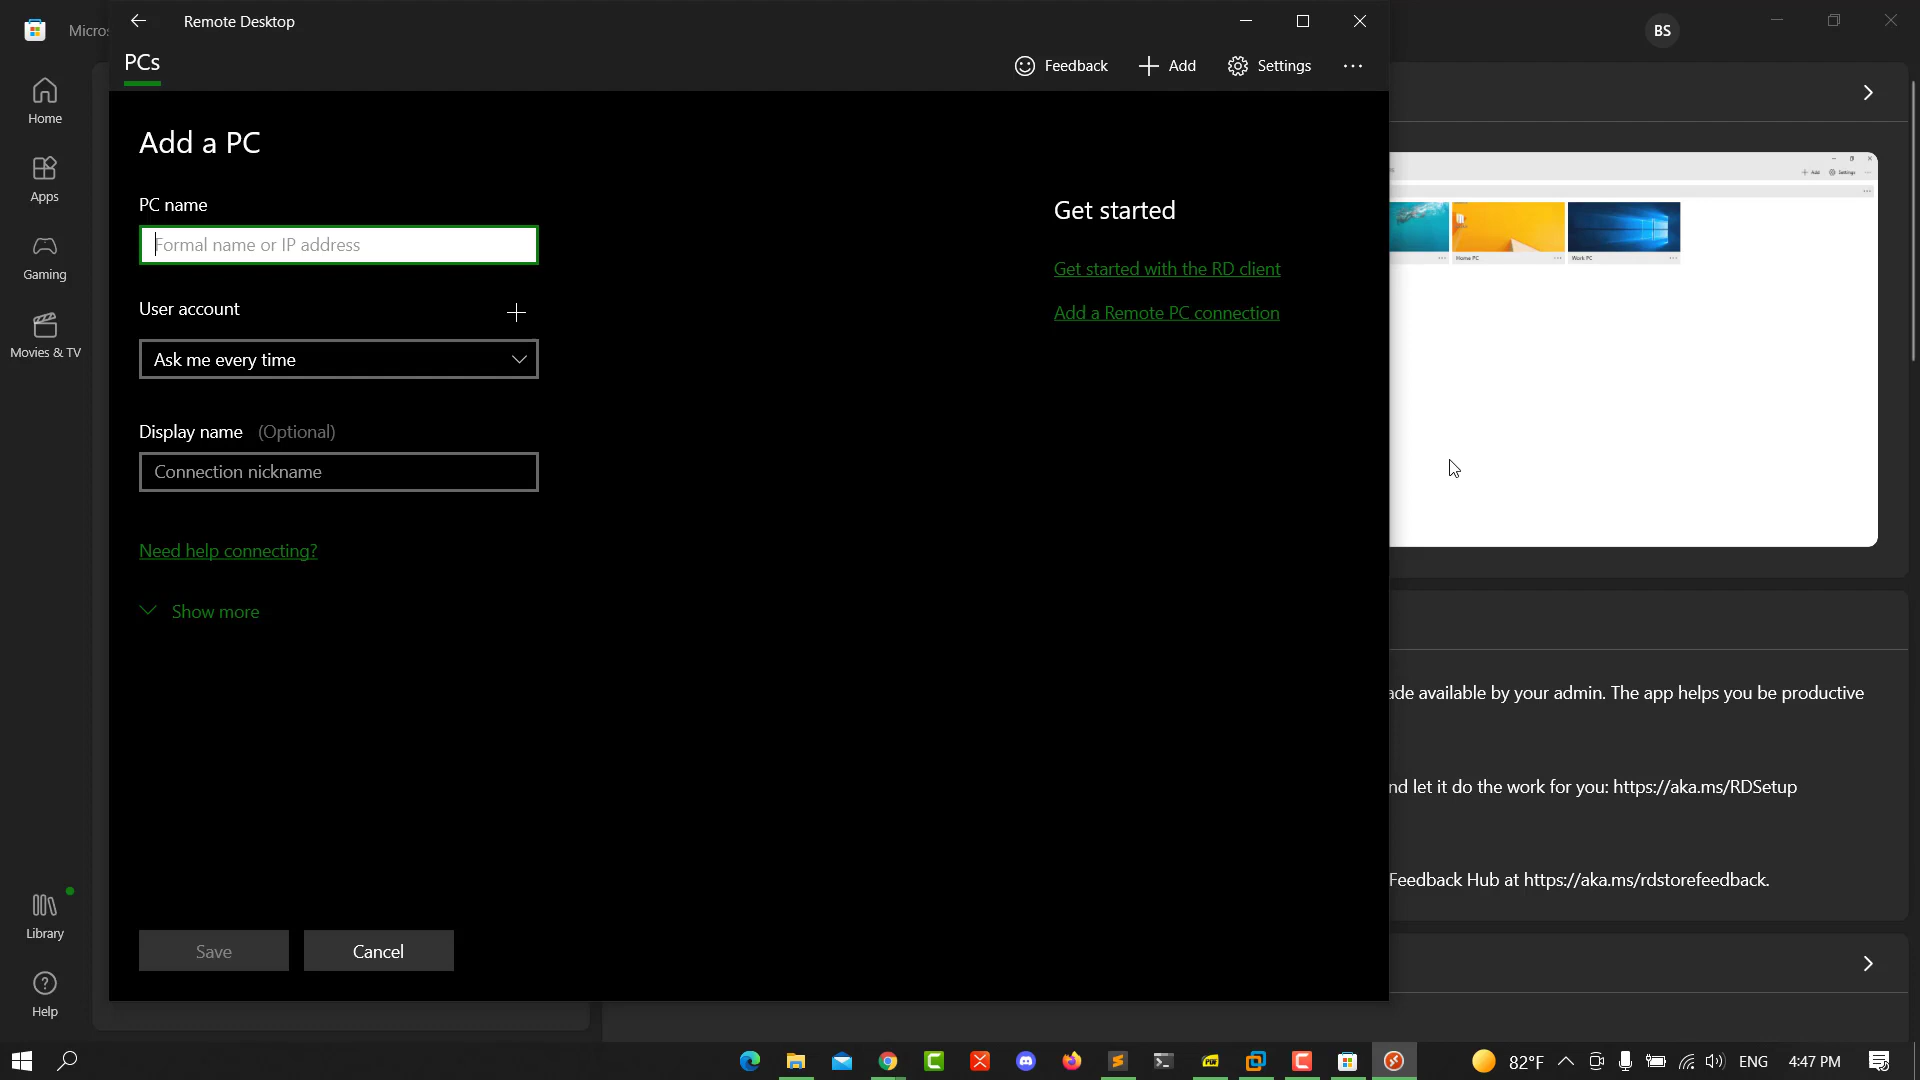 Remote Desktop
Micros
BS
PCs
Feedback
Add
Settings
Home
Apps
Gaming
Movies & TV
Library
Help
Add a PC
PC name
Formal name or IP address
User account
Ask me every time
Display name (Optional)
Connection nickname
Need help connecting?
Show more
Save
Cancel
Get started
Get started with the RD client
Add a Remote PC connection
Add
Settings
Home PC
Work PC
ade available by your admin. The app helps you be productive
nd let it do the work for you: https://aka.ms/RDSetup
Feedback Hub at https://aka.ms/rdstorefeedback.
PDF
82°F
ENG
4:47 PM